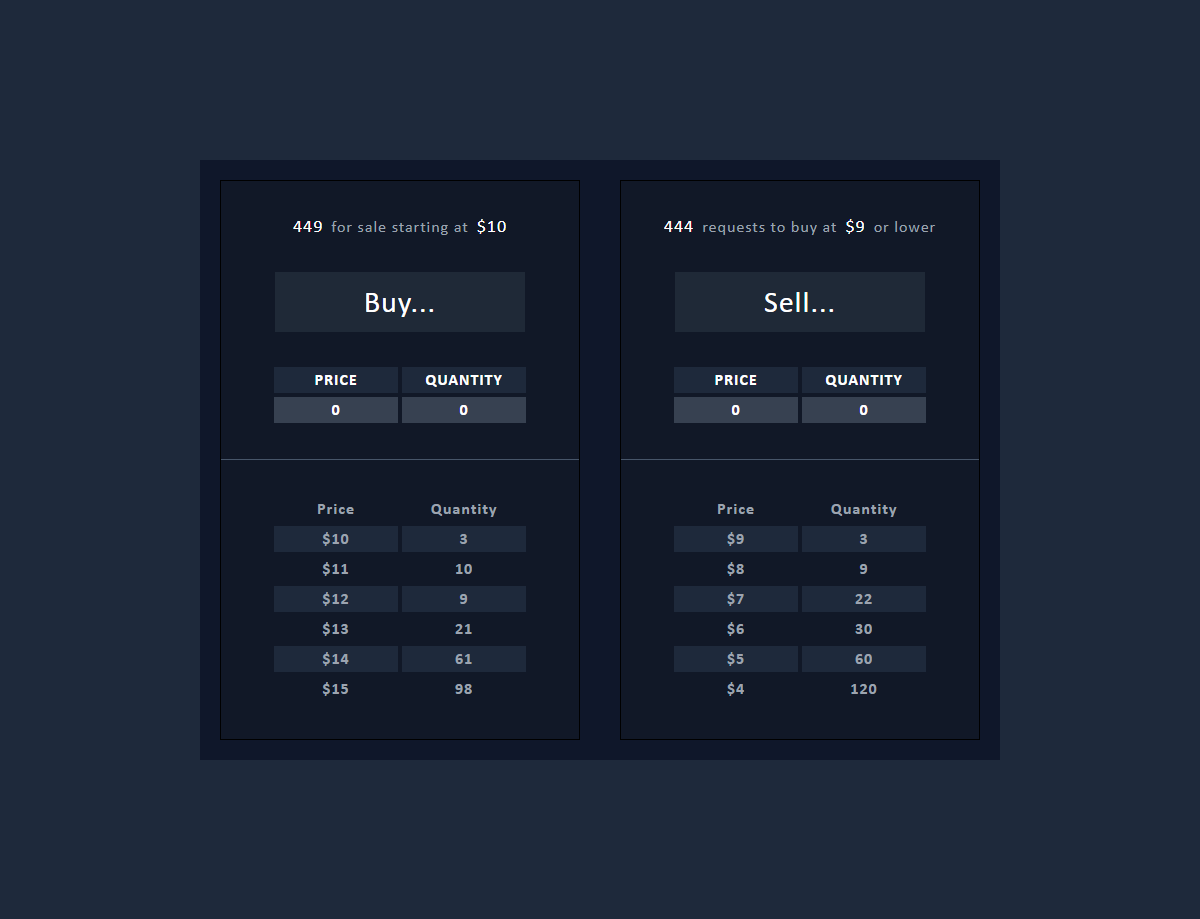 449 for sale starting at $10
Buy...
PRICE QUANTITY
0 0
Price Quantity
$10 3
$11 10
$12 9
$13 21
$14 61
$15 98
444 requests to buy at $9 or lower
Sell...
PRICE QUANTITY
0 0
Price Quantity
$9 3
$8 9
$7 22
$6 30
$5 60
$4 120